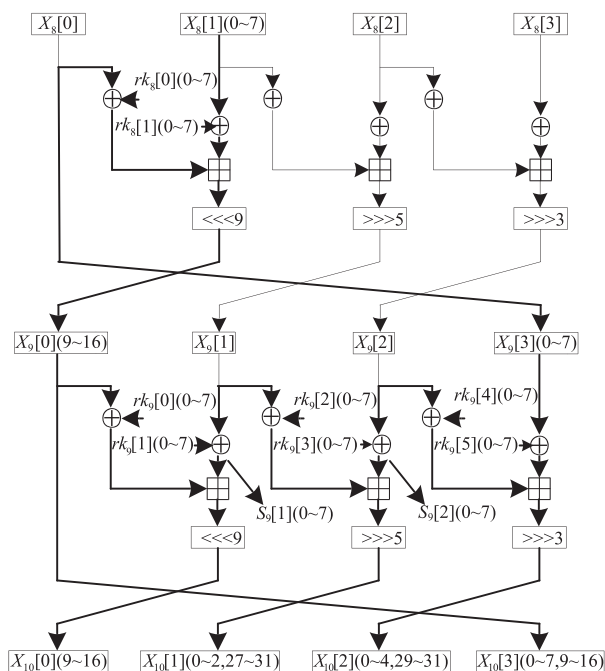 X₈[0] X₈[1](0~7) X₈[2] X₈[3]
rk₈[0](0~7)
rk₈[1](0~7)
<<<9 >>>5 >>>3
X₉[0](9~16) X₉[1] X₉[2] X₉[3](0~7)
rk₉[0](0~7) rk₉[2](0~7) rk₉[4](0~7)
rk₉[1](0~7) rk₉[3](0~7) rk₉[5](0~7)
S₉[1](0~7) S₉[2](0~7)
<<<9 >>>5 >>>3
X₁₀[0](9~16) X₁₀[1](0~2,27~31) X₁₀[2](0~4,29~31) X₁₀[3](0~7,9~16)